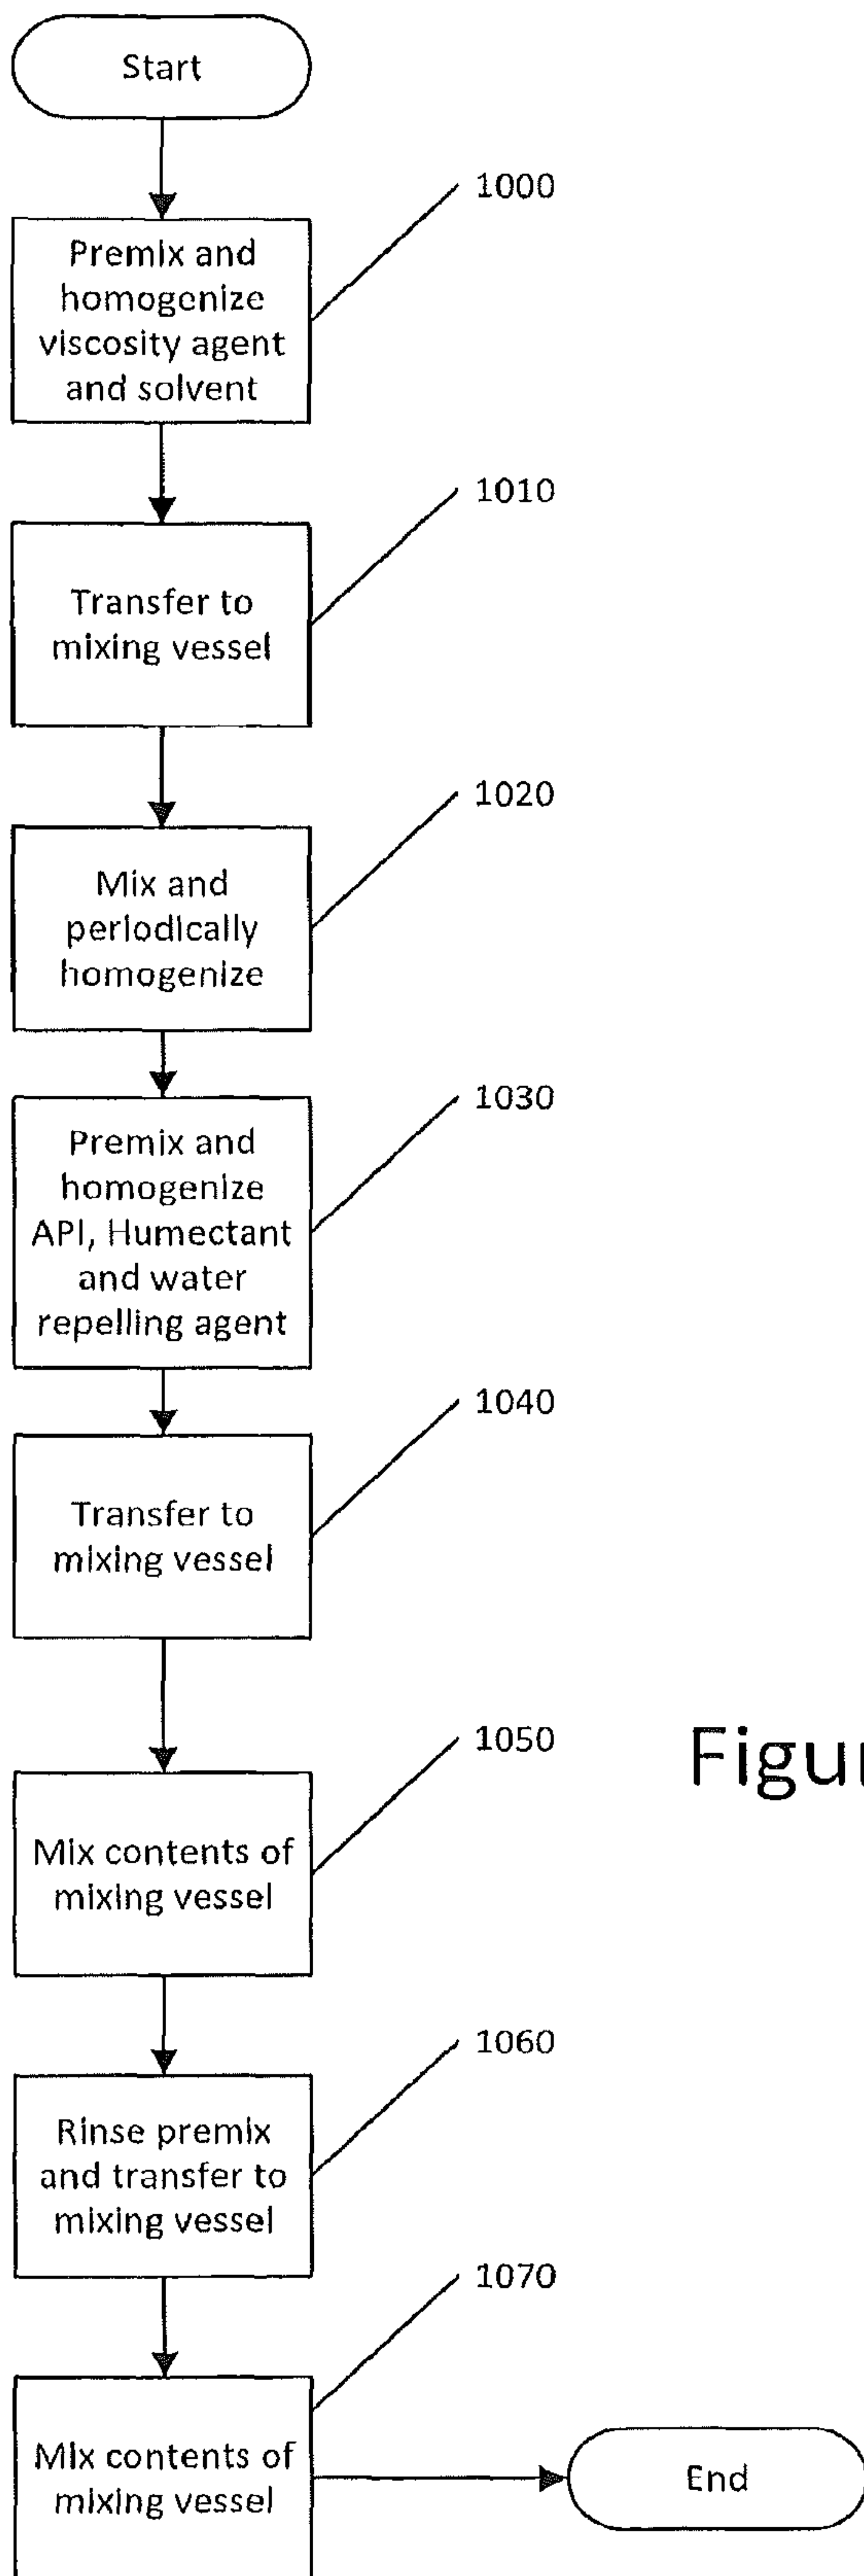 Start
1000
Premix and
homogenize
viscosity agent
and solvent
1010
Transfer to
mixing vessel
1020
Mix and
periodically
homogenize
1030
Premix and
homogenize
API, Humectant
and water
repelling agent
1040
Transfer to
mixing vessel
1050
Mix contents of
mixing vessel
Figur
1060
Rinse premix
and transfer to
mixing vessel
1070
Mix contents of
mixing vessel
End